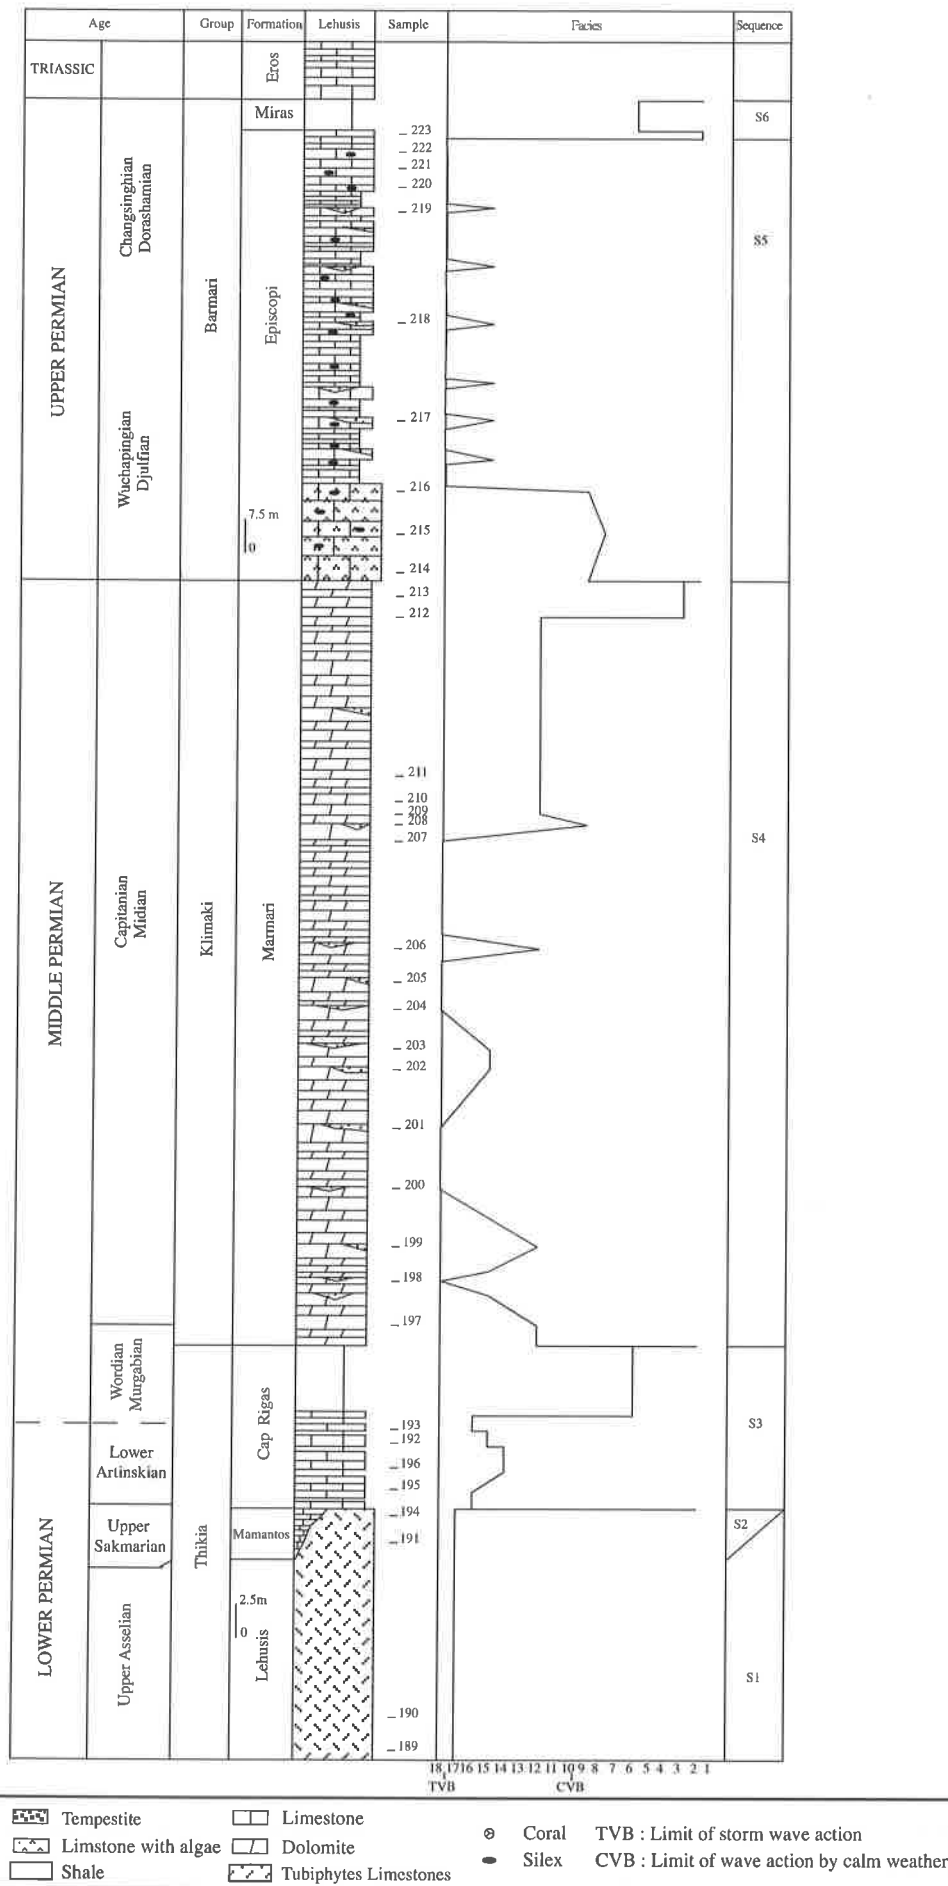 Age Group Formation Lehusis Sample Facies Sequence
TRIASSIC
Eros
Miras
S6
UPPER PERMIAN
Changsinghian
Dorashamian
Wuchapingian
Djulfian
Barmari
Episcopi
7.5 m
0
223
222
221
220
219
218
217
216
215
214
S5
MIDDLE PERMIAN
Capitanian
Midian
Wordian
Murgabian
Klimaki
Marmari
213
212
211
210
209
208
207
206
205
204
203
202
201
200
199
198
197
S4
LOWER PERMIAN
Lower
Artinskian
Upper
Sakmarian
Upper Asselian
Thikia
Cap Rigas
Mamantos
Lehusis
2.5m
0
193
192
196
195
194
191
190
189
S3
S2
S1
18 17 16 15 14 13 12 11 10 9 8 7 6 5 4 3 2 1
TVB CVB
Tempestite
Limstone with algae
Shale
Limestone
Dolomite
Tubiphytes Limestones
Coral
Silex
TVB : Limit of storm wave action
CVB : Limit of wave action by calm weather